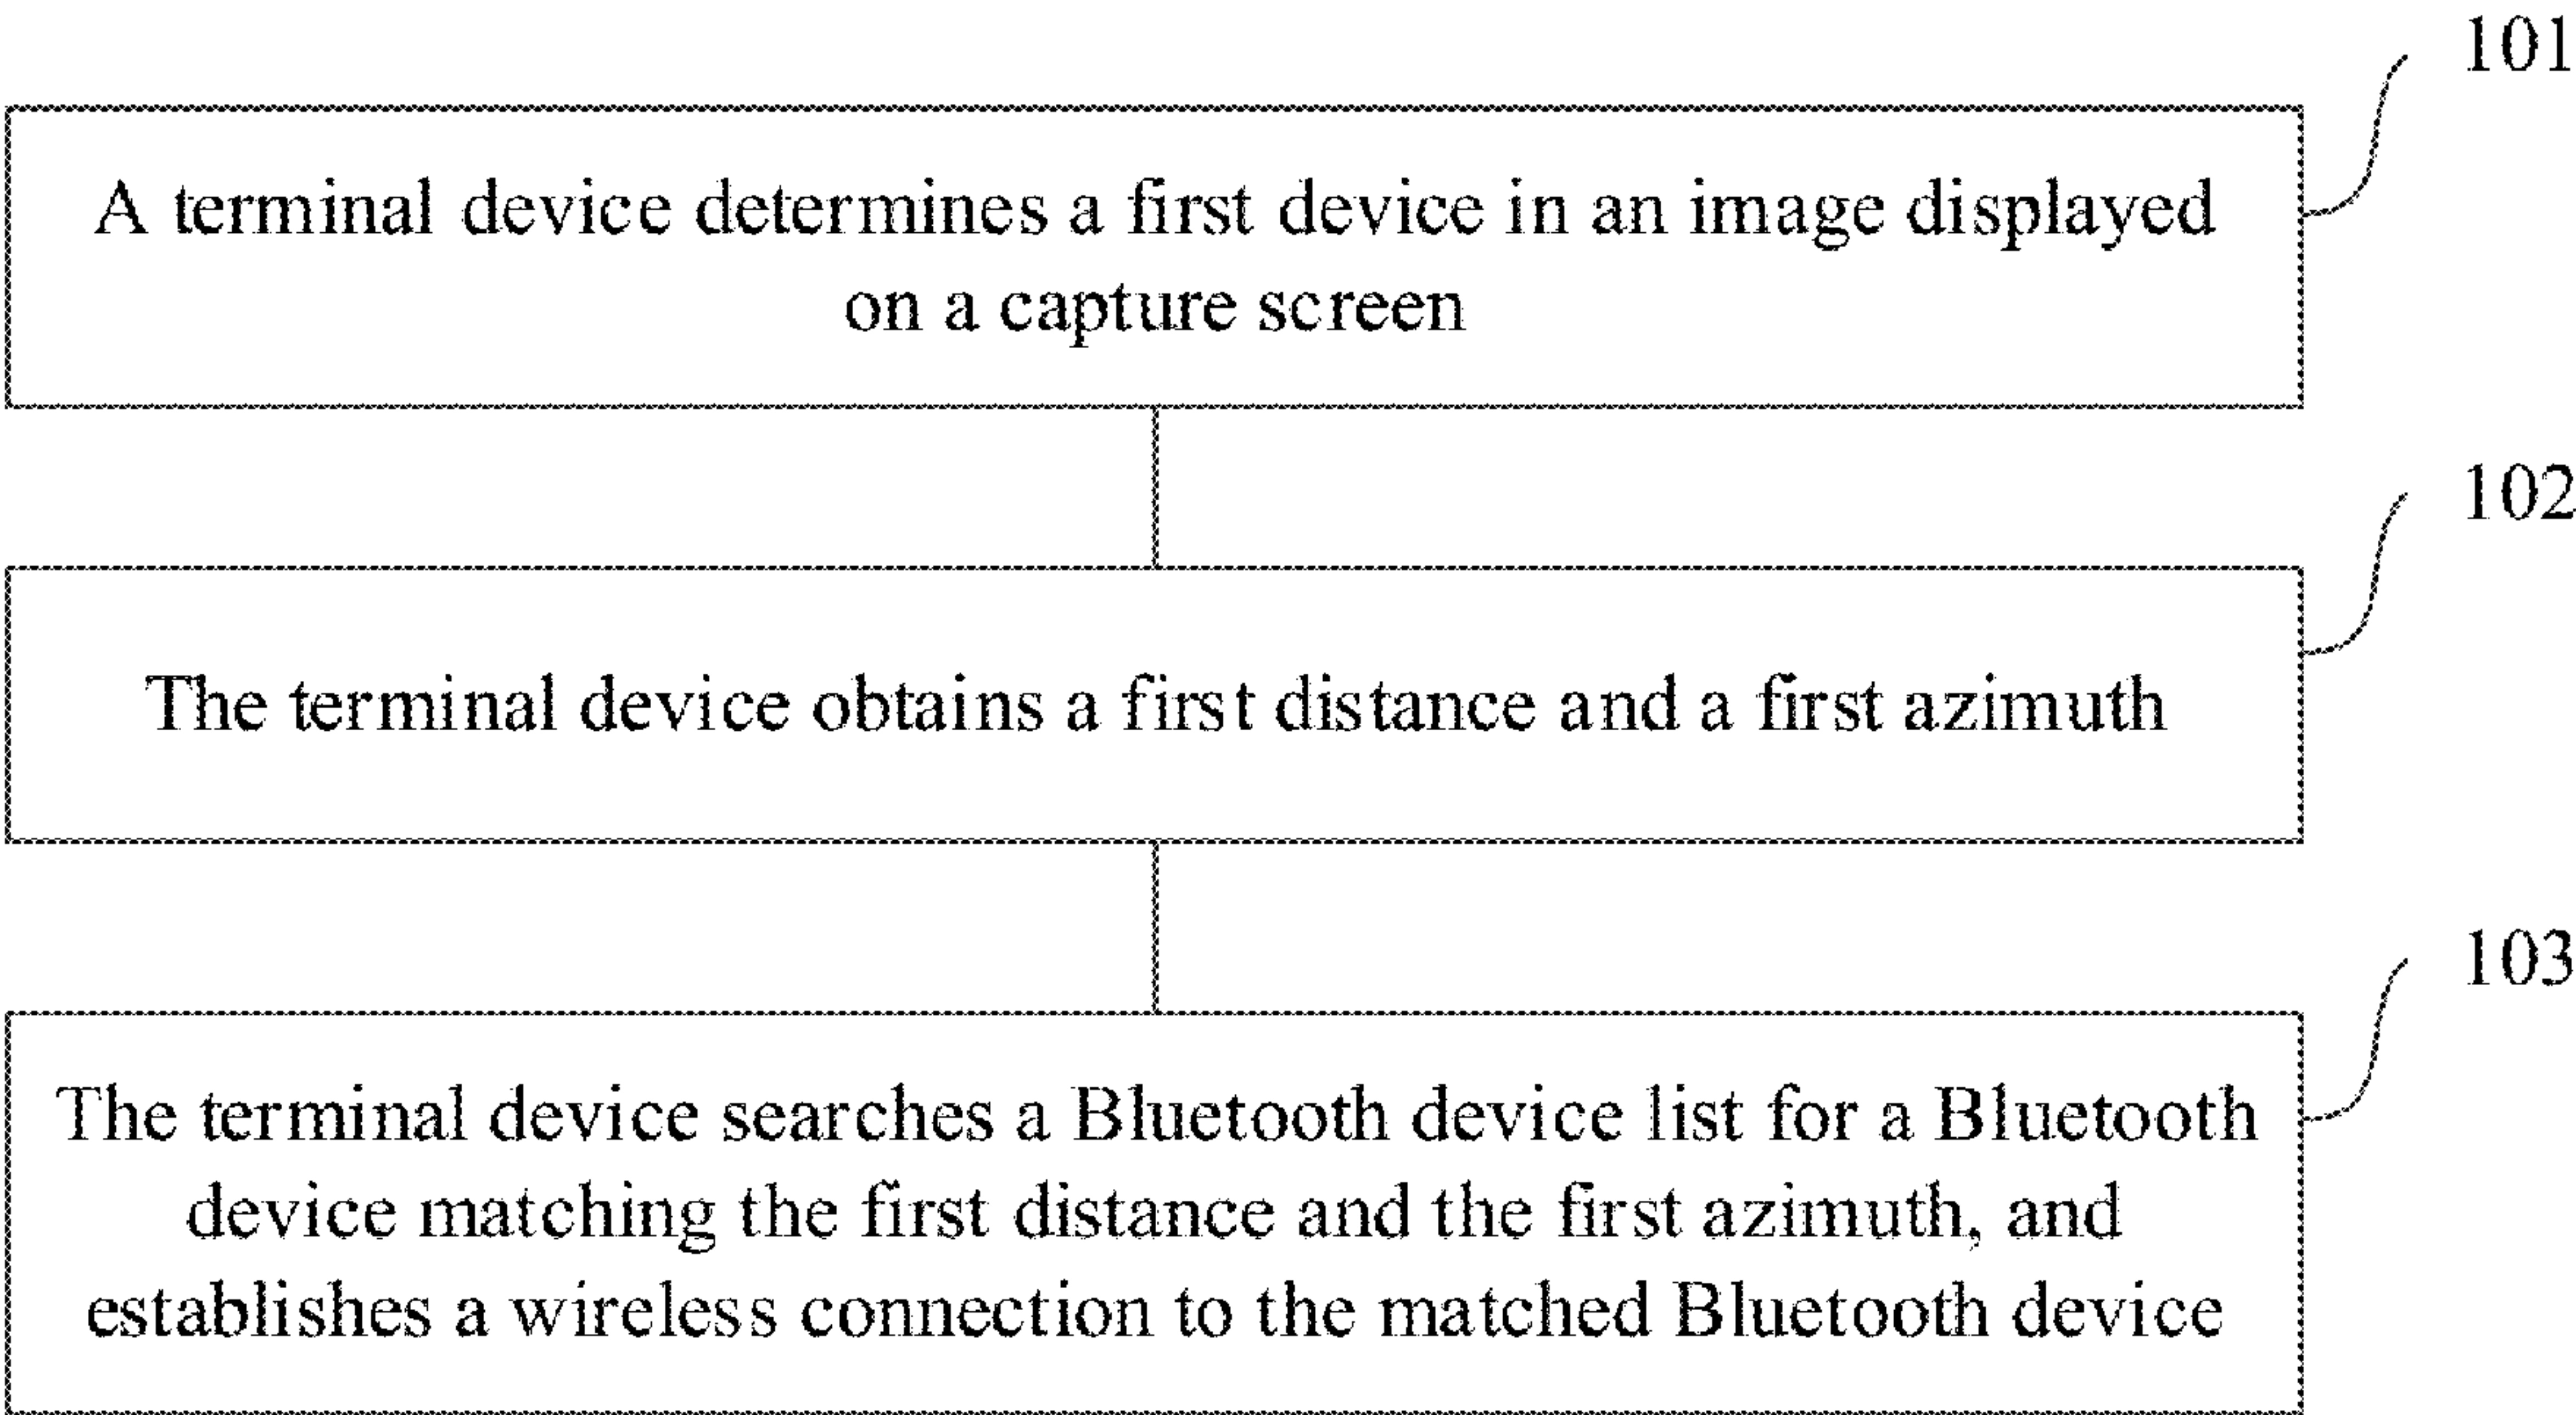 101
A terminal device determines a first device in an image displayed
on a capture screen
102
The terminal device obtains a first distance and a first azimuth
103
The terminal device searches a Bluetooth device list for a Bluetooth
device matching the first distance and the first azimuth, and
establishes a wireless connection to the matched Bluetooth device